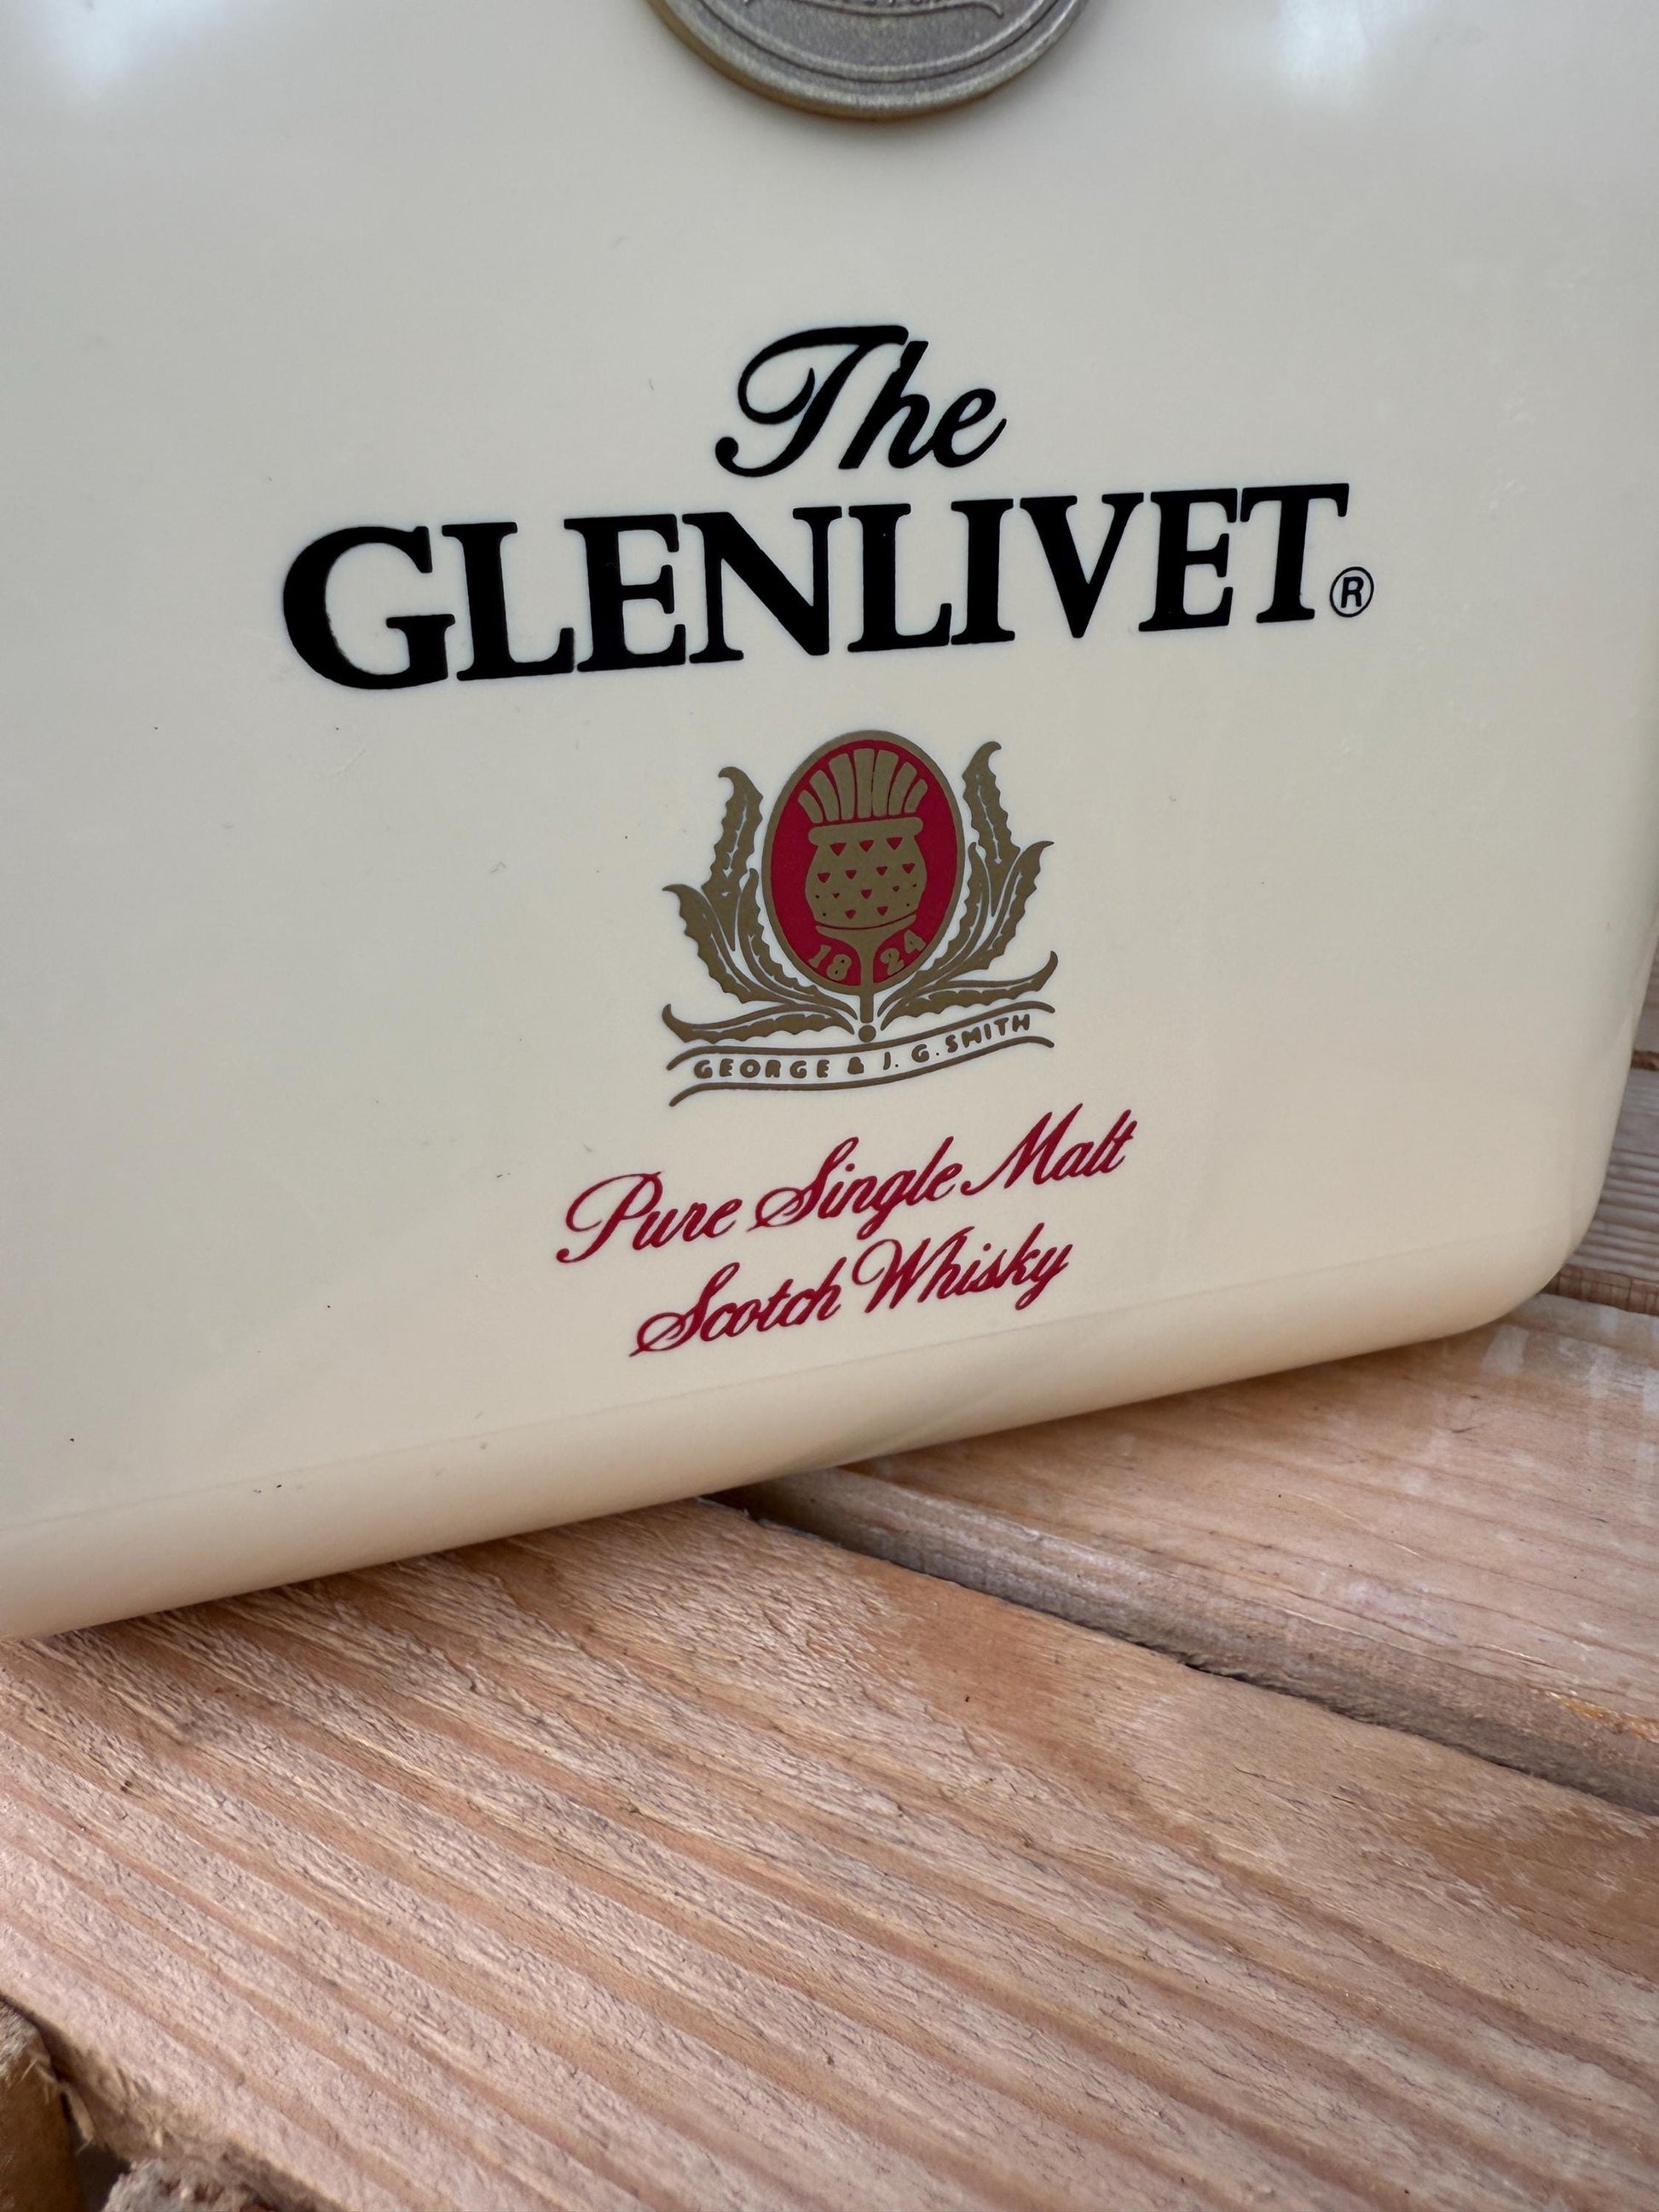 The
GLENLIVET®
18 24
GEORGE & J. G. SMITH
Pure Single Malt
Scotch Whisky